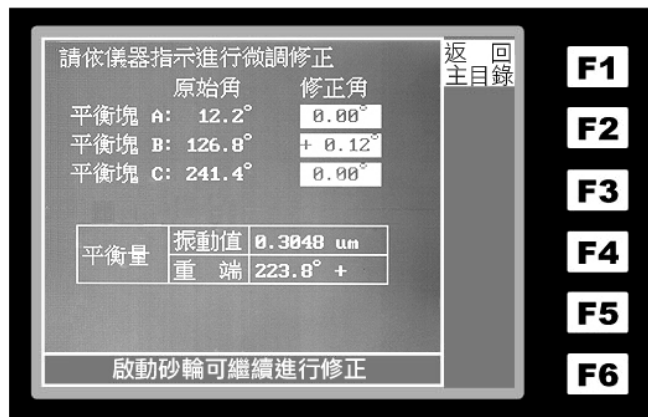 請依儀器指示進行微調修正
原始角 修正角
平衡塊 A: 12.2° 0.00°
平衡塊 B: 126.8° + 0.12°
平衡塊 C: 241.4° 0.00°
平衡量 振動值 0.3048 um
重 端 223.8° +
啟動砂輪可繼續進行修正
返 回
主目錄
F1
F2
F3
F4
F5
F6